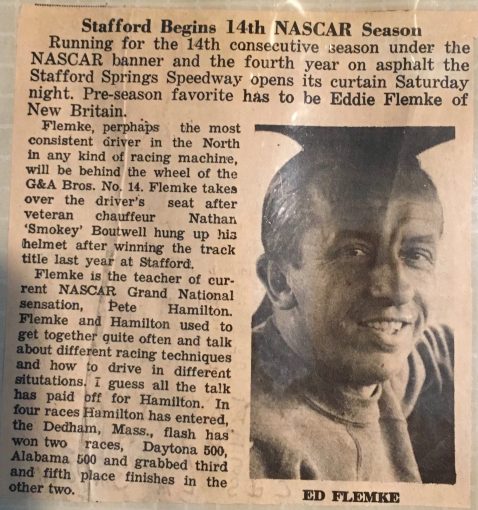 Stafford Begins 14th NASCAR Season
Running for the 14th consecutive season under the
NASCAR banner and the fourth year on asphalt the
Stafford Springs Speedway opens its curtain Saturday
night. Pre-season favorite has to be Eddie Flemke of
New Britain.
Flemke, perphaps the most
consistent driver in the North
in any kind of racing machine,
will be behind the wheel of the
G&A Bros. No. 14. Flemke takes
over the driver's seat after
veteran chauffeur Nathan
'Smokey' Boutwell hung up his
helmet after winning the track
title last year at Stafford.
Flemke is the teacher of cur-
rent NASCAR Grand National
sensation, Pete Hamilton.
Flemke and Hamilton used to
get together quite often and talk
about different racing techniques
and how to drive in different
situtations. I guess all the talk
has paid off for Hamilton. In
four races Hamilton has entered,
the Dedham, Mass., flash has
won two races, Daytona 500,
Alabama 500 and grabbed third
and fifth place finishes in the
other two.
ED FLEMKE